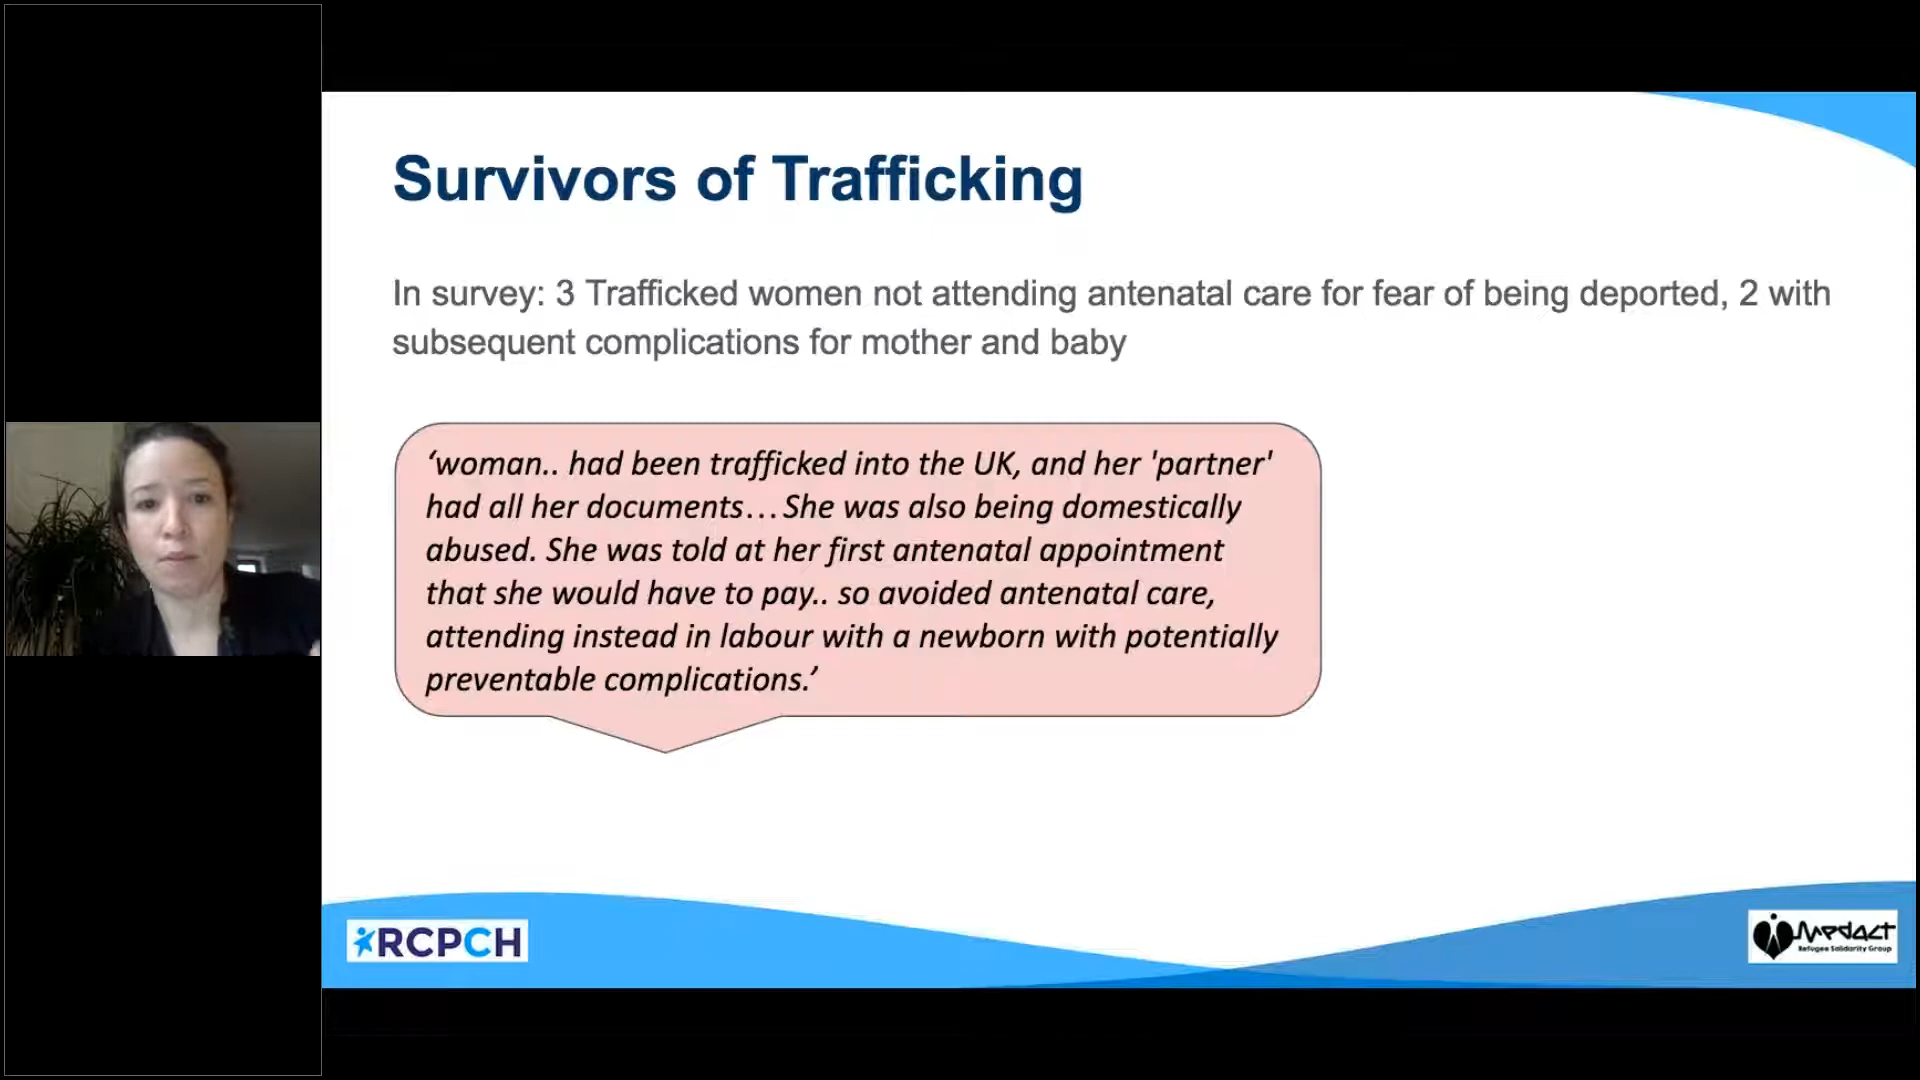 Survivors of Trafficking
In survey: 3 Trafficked women not attending antenatal care for fear of being deported, 2 with
subsequent complications for mother and baby
‘woman.. had been trafficked into the UK, and her 'partner'
had all her documents…She was also being domestically
abused. She was told at her first antenatal appointment
that she would have to pay.. so avoided antenatal care,
attending instead in labour with a newborn with potentially
preventable complications.’
RCPCH
Medact
Refugee Solidarity Group